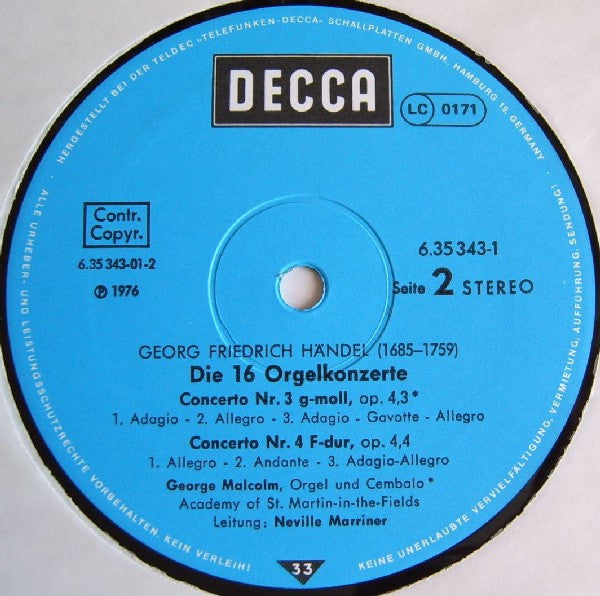 HERGESTELLT BEI DER TELDEC »TELEFUNKEN-DECCA« SCHALLPLATTEN GMBH, HAMBURG 19, GERMANY
DECCA
LC 0171
Contr.
Copyr.
6.35 343-01-2
℗ 1976
6.35 343-1
Seite 2 STEREO
GEORG FRIEDRICH HÄNDEL (1685–1759)
Die 16 Orgelkonzerte
Concerto Nr. 3 g-moll, op. 4,3*
1. Adagio - 2. Allegro - 3. Adagio - Gavotte - Allegro
Concerto Nr. 4 F-dur, op. 4,4
1. Allegro - 2. Andante - 3. Adagio-Allegro
George Malcolm, Orgel und Cembalo*
Academy of St. Martin-in-the-Fields
Leitung: Neville Marriner
33
ALLE URHEBER- UND LEISTUNGSSCHUTZRECHTE VORBEHALTEN. KEIN VERLEIH!
KEINE UNERLAUBTE VERVIELFÄLTIGUNG, VERMIETUNG, AUFFÜHRUNG, SENDUNG!